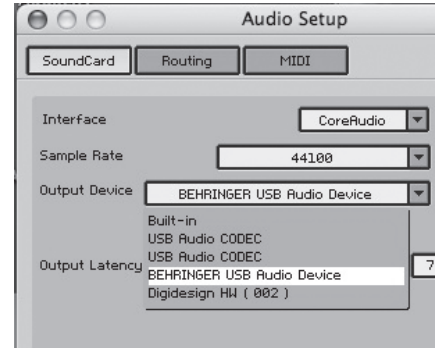 Audio Setup
SoundCard Routing MIDI
Interface CoreAudio
Sample Rate 44100
Output Device BEHRINGER USB Audio Device
Built-in
USB Audio CODEC
USB Audio CODEC
Output Latency 7
BEHRINGER USB Audio Device
Digidesign HW ( 002 )